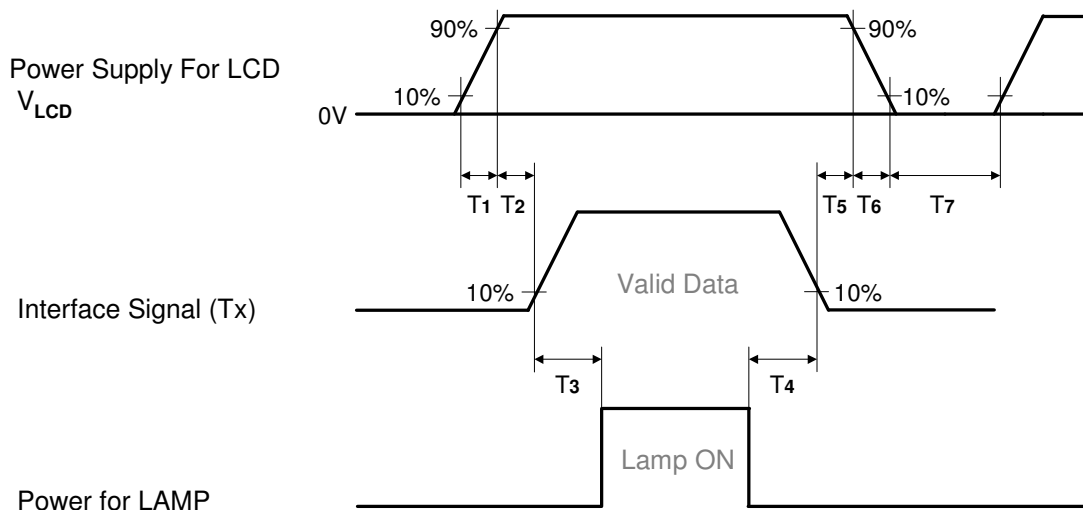 90% 90%
Power Supply For LCD
VLCD
10% 10%
0V
T1 T2 T5 T6 T7
Valid Data
10% 10%
Interface Signal (Tx)
T3 T4
Lamp ON
Power for LAMP